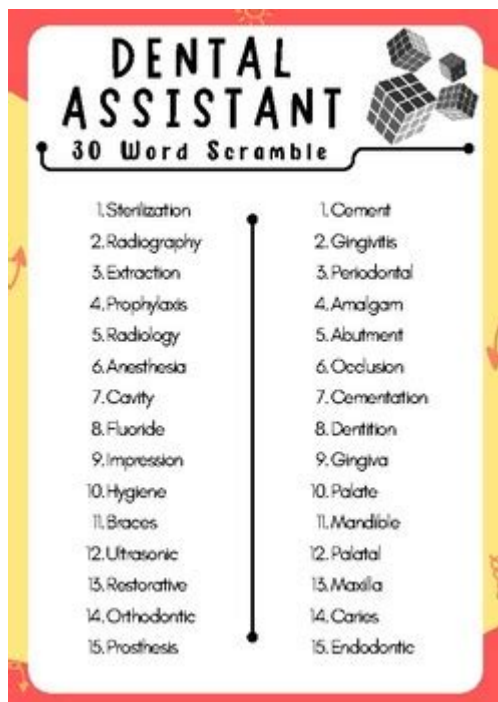 DENTAL
ASSISTANT
30 Word Scramble
1. Sterilization
2. Radiography
3. Extraction
4. Prophylaxis
5. Radiology
6. Anesthesia
7. Cavity
8. Fluoride
9. Impression
10. Hygiene
11. Braces
12. Ultrasonic
13. Restorative
14. Orthodontic
15. Prosthesis
1. Cement
2. Gingivitis
3. Periodontal
4. Amalgam
5. Abutment
6. Occlusion
7. Cementation
8. Dentition
9. Gingiva
10. Palate
11. Mandible
12. Palatal
13. Maxilla
14. Caries
15. Endodontic